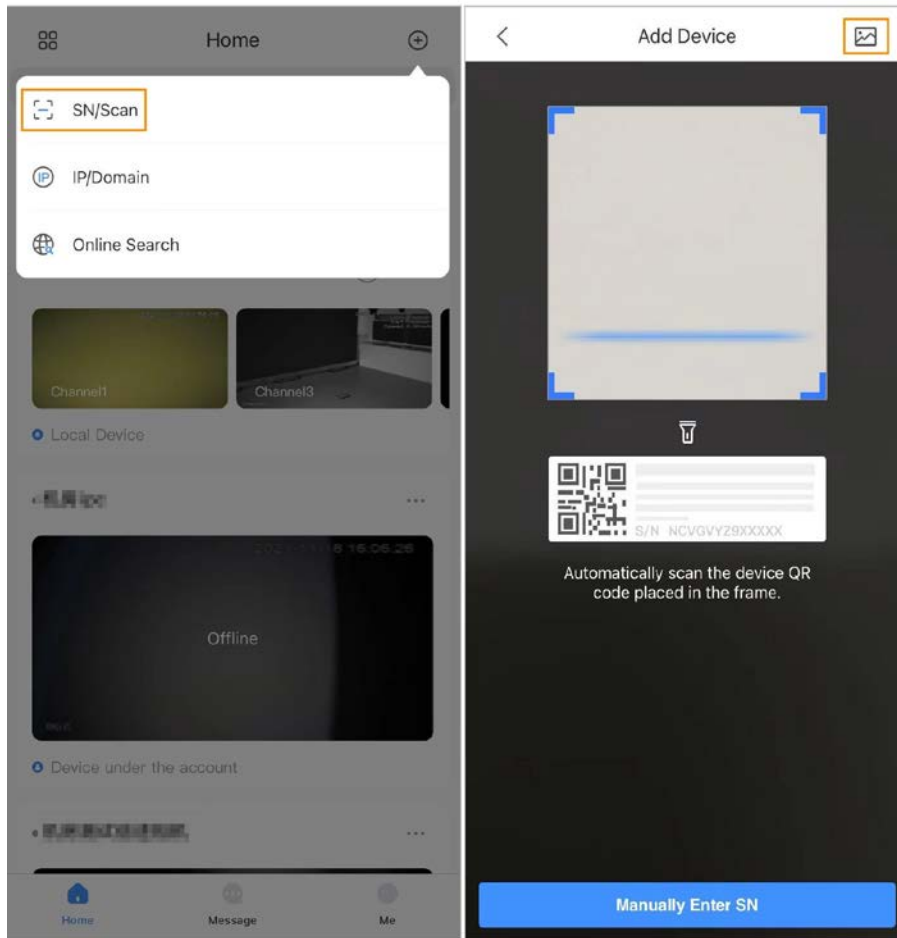 Home
SN/Scan
IP/Domain
Online Search
Channel1
Channel3
Local Device
Offline
Device under the account
Home
Message
Me
Add Device
S/N NCVGVYZ9XXXXX
Automatically scan the device QR
code placed in the frame.
Manually Enter SN